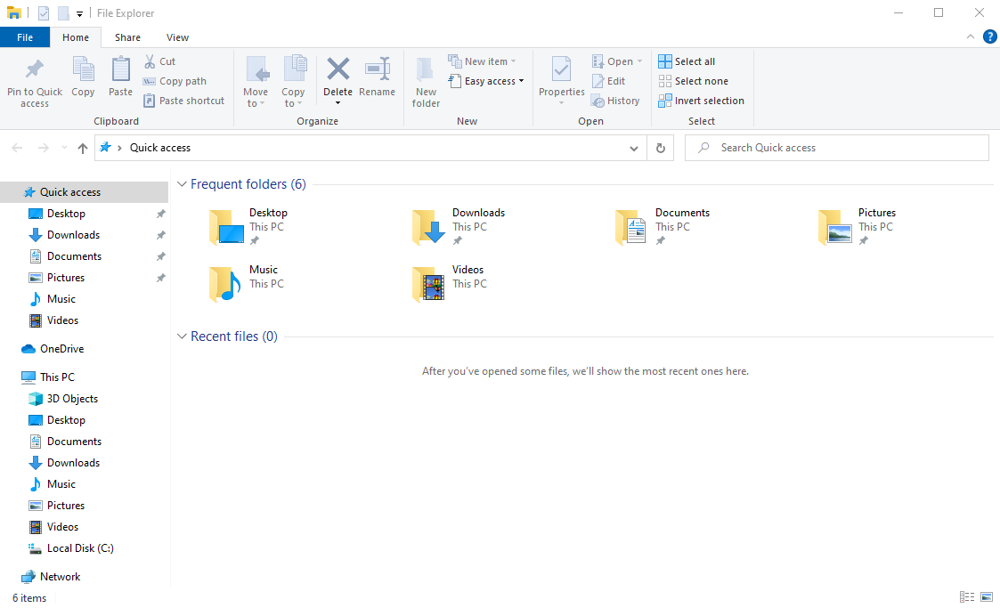 File Explorer
File Home Share View
Pin to Quick access
Copy
Paste
Cut
Copy path
Paste shortcut
Clipboard
Move to
Copy to
Delete
Rename
Organize
New folder
New item
Easy access
New
Properties
Open
Edit
History
Open
Select all
Select none
Invert selection
Select
Quick access
Search Quick access
Quick access
Desktop
Downloads
Documents
Pictures
Music
Videos
OneDrive
This PC
3D Objects
Desktop
Documents
Downloads
Music
Pictures
Videos
Local Disk (C:)
Network
Frequent folders (6)
Desktop
This PC
Downloads
This PC
Documents
This PC
Pictures
This PC
Music
This PC
Videos
This PC
Recent files (0)
After you've opened some files, we'll show the most recent ones here.
6 items